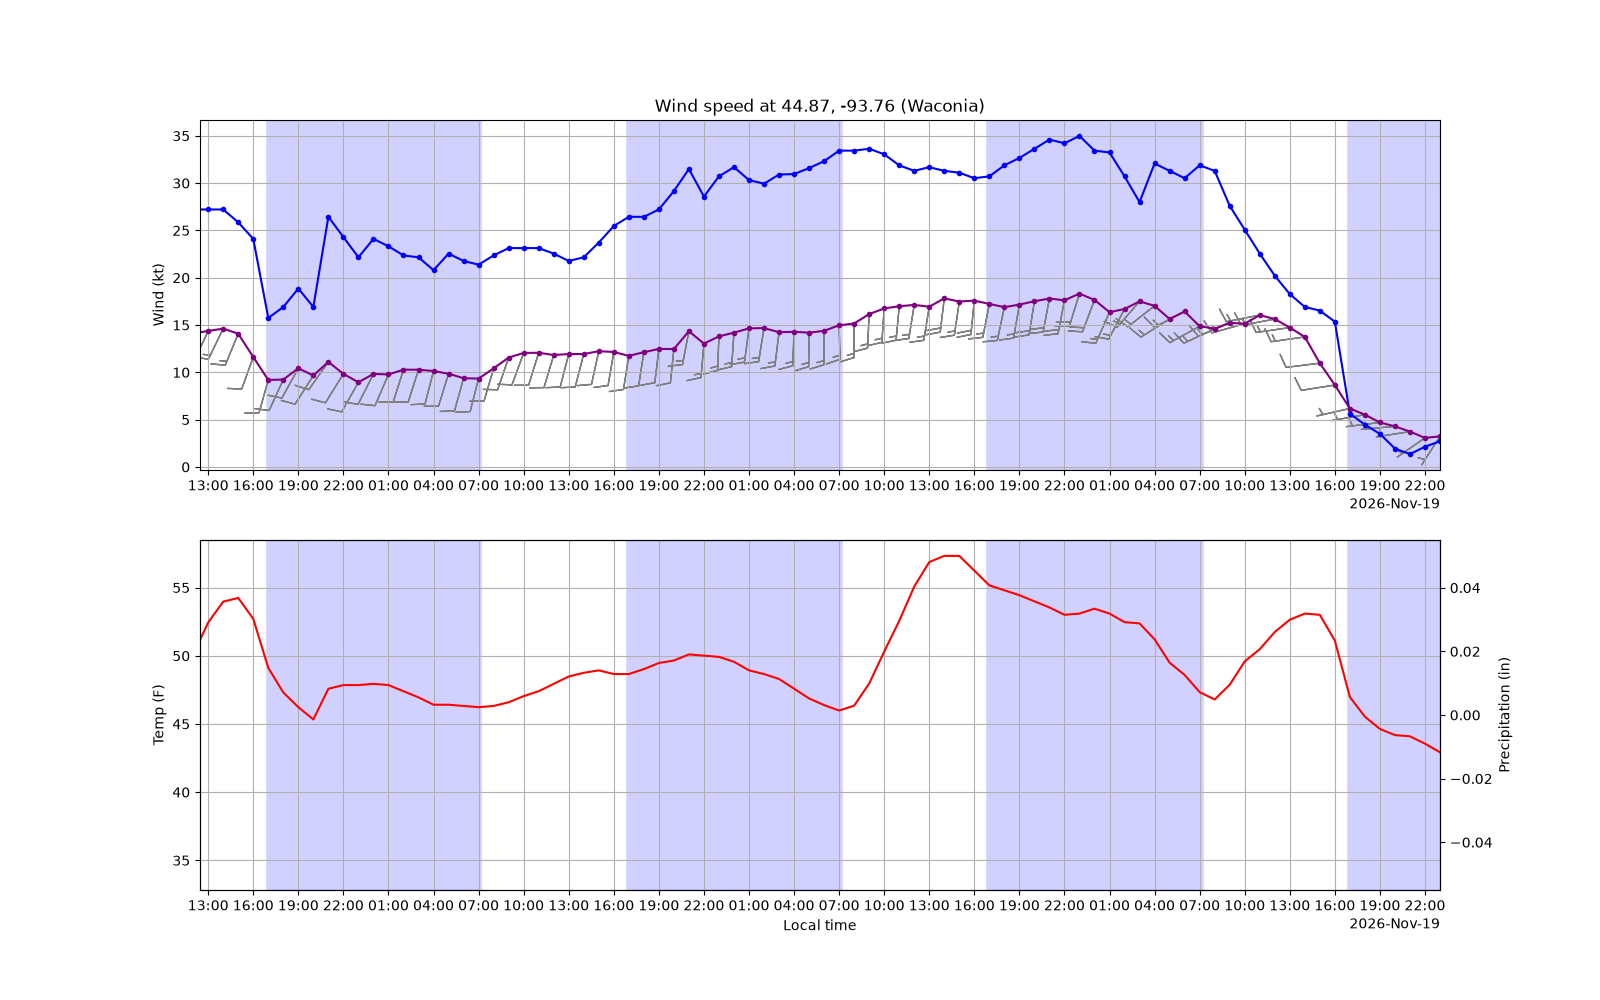 Wind speed at 44.87, -93.76 (Waconia)
35
30
25
20
15
10
5
0
Wind (kt)
13:00 16:00 19:00 22:00 01:00 04:00 07:00 10:00 13:00 16:00 19:00 22:00 01:00 04:00 07:00 10:00 13:00 16:00 19:00 22:00 01:00 04:00 07:00 10:00 13:00 16:00 19:00 22:00
2026-Nov-19
55
50
45
40
35
Temp (F)
0.04
0.02
0.00
−0.02
−0.04
Precipitation (in)
13:00 16:00 19:00 22:00 01:00 04:00 07:00 10:00 13:00 16:00 19:00 22:00 01:00 04:00 07:00 10:00 13:00 16:00 19:00 22:00 01:00 04:00 07:00 10:00 13:00 16:00 19:00 22:00
Local time
2026-Nov-19